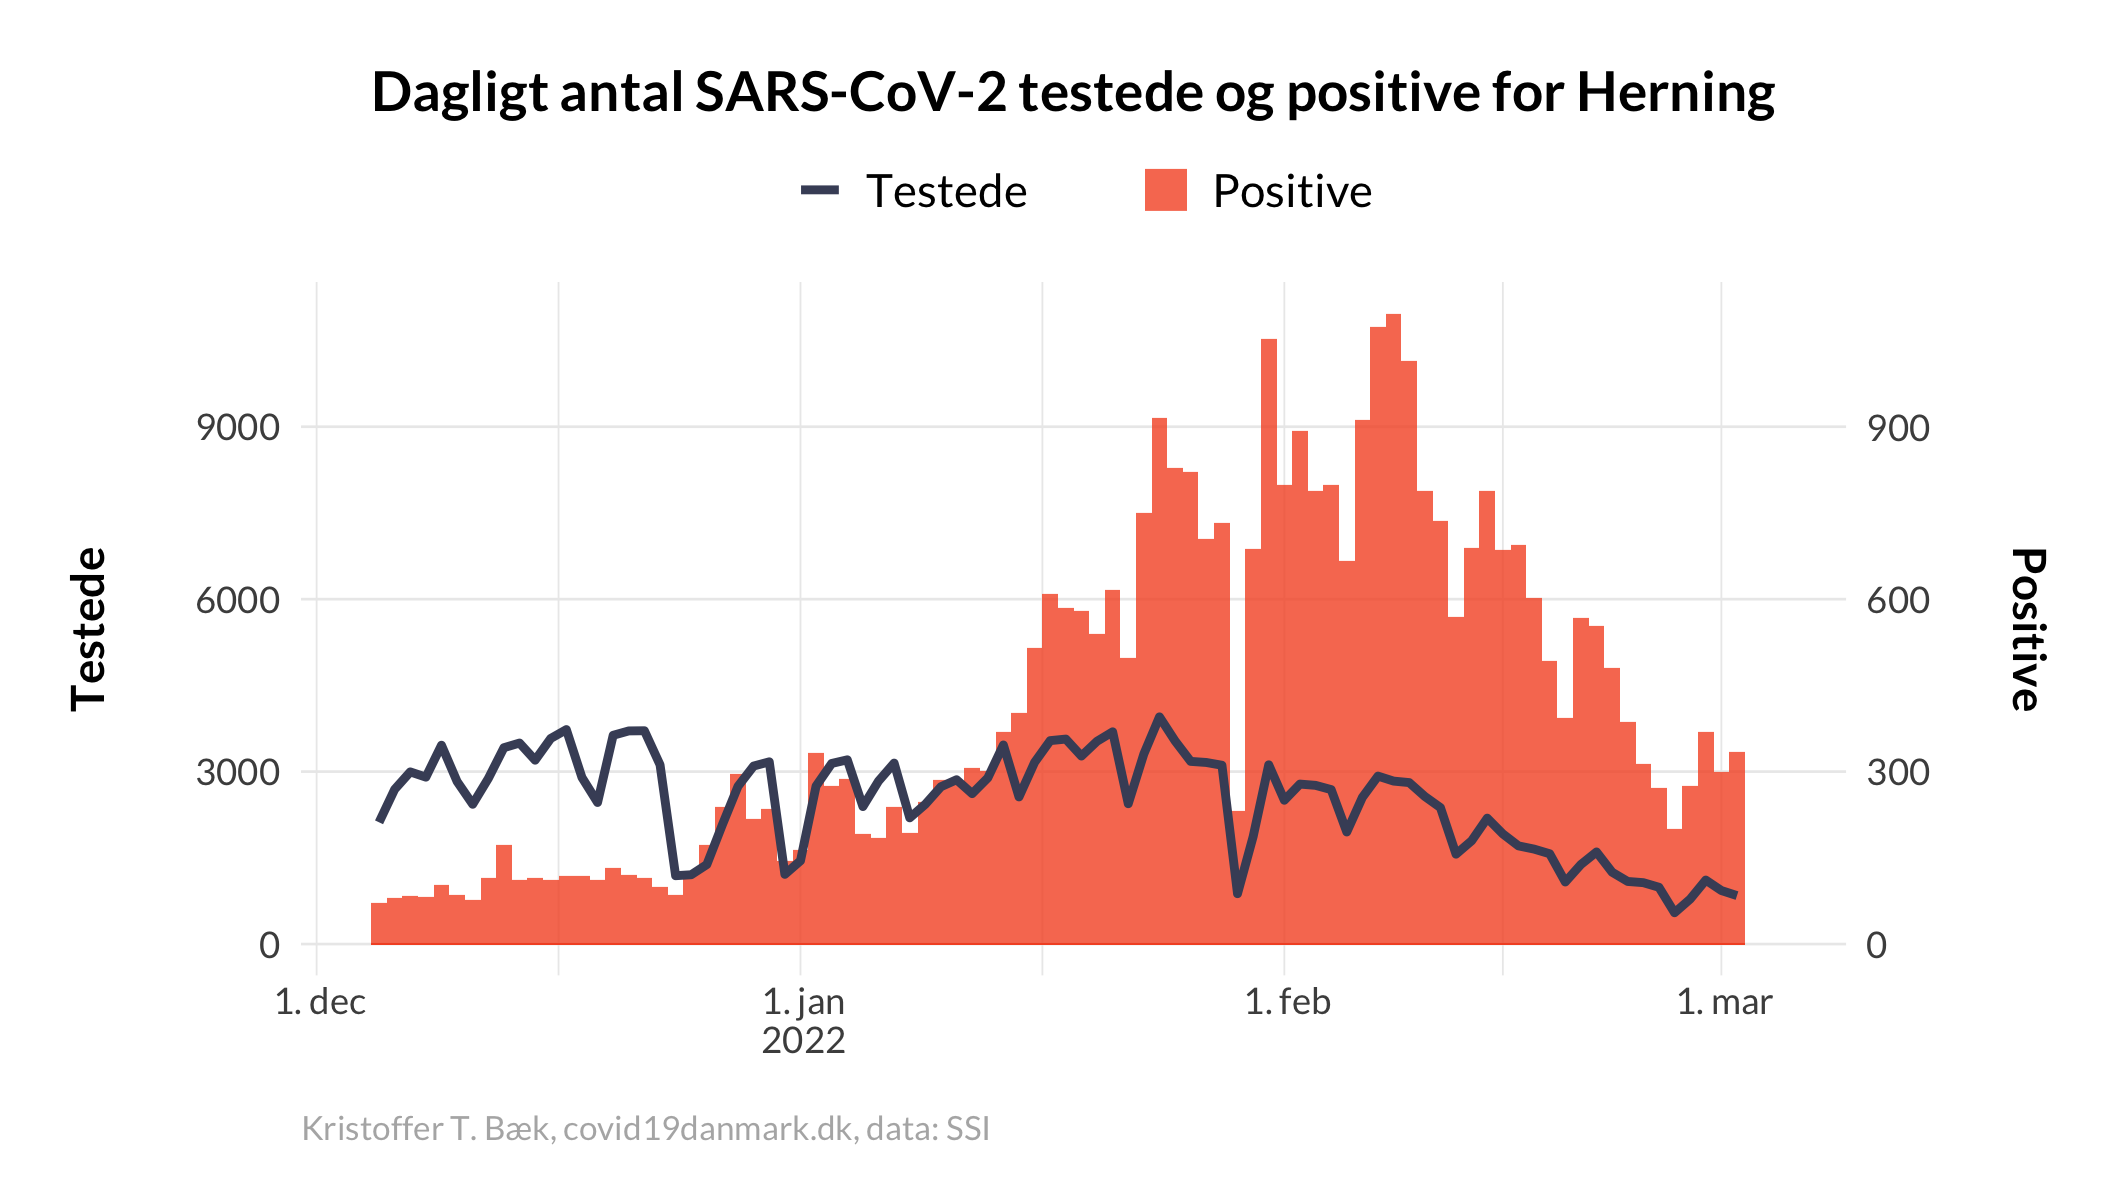 Dagligt antal SARS-CoV-2 testede og positive for Herning
Testede
Positive
9000
6000
3000
0
900
600
300
0
Testede
Positive
1. dec
1. jan
2022
1. feb
1. mar
Kristoffer T. Bæk, covid19danmark.dk, data: SSI